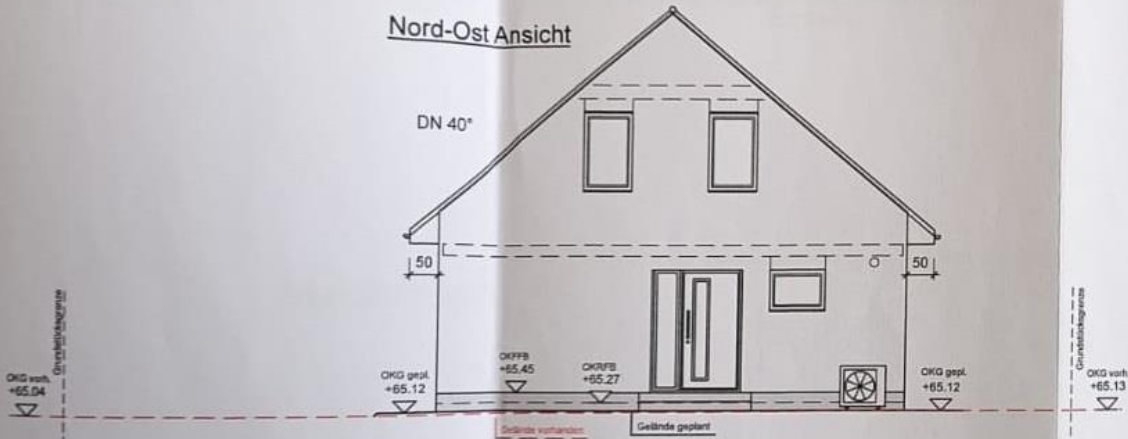 Nord-Ost Ansicht
DN 40°
50
50
Grundstücksgrenze
Grundstücksgrenze
OKG vorh.
+65.04
OKG gepl.
+65.12
OKFFB
+65.45
OKRFB
+65.27
OKG gepl.
+65.12
OKG vorh.
+65.13
Gelände vorhanden
Gelände geplant